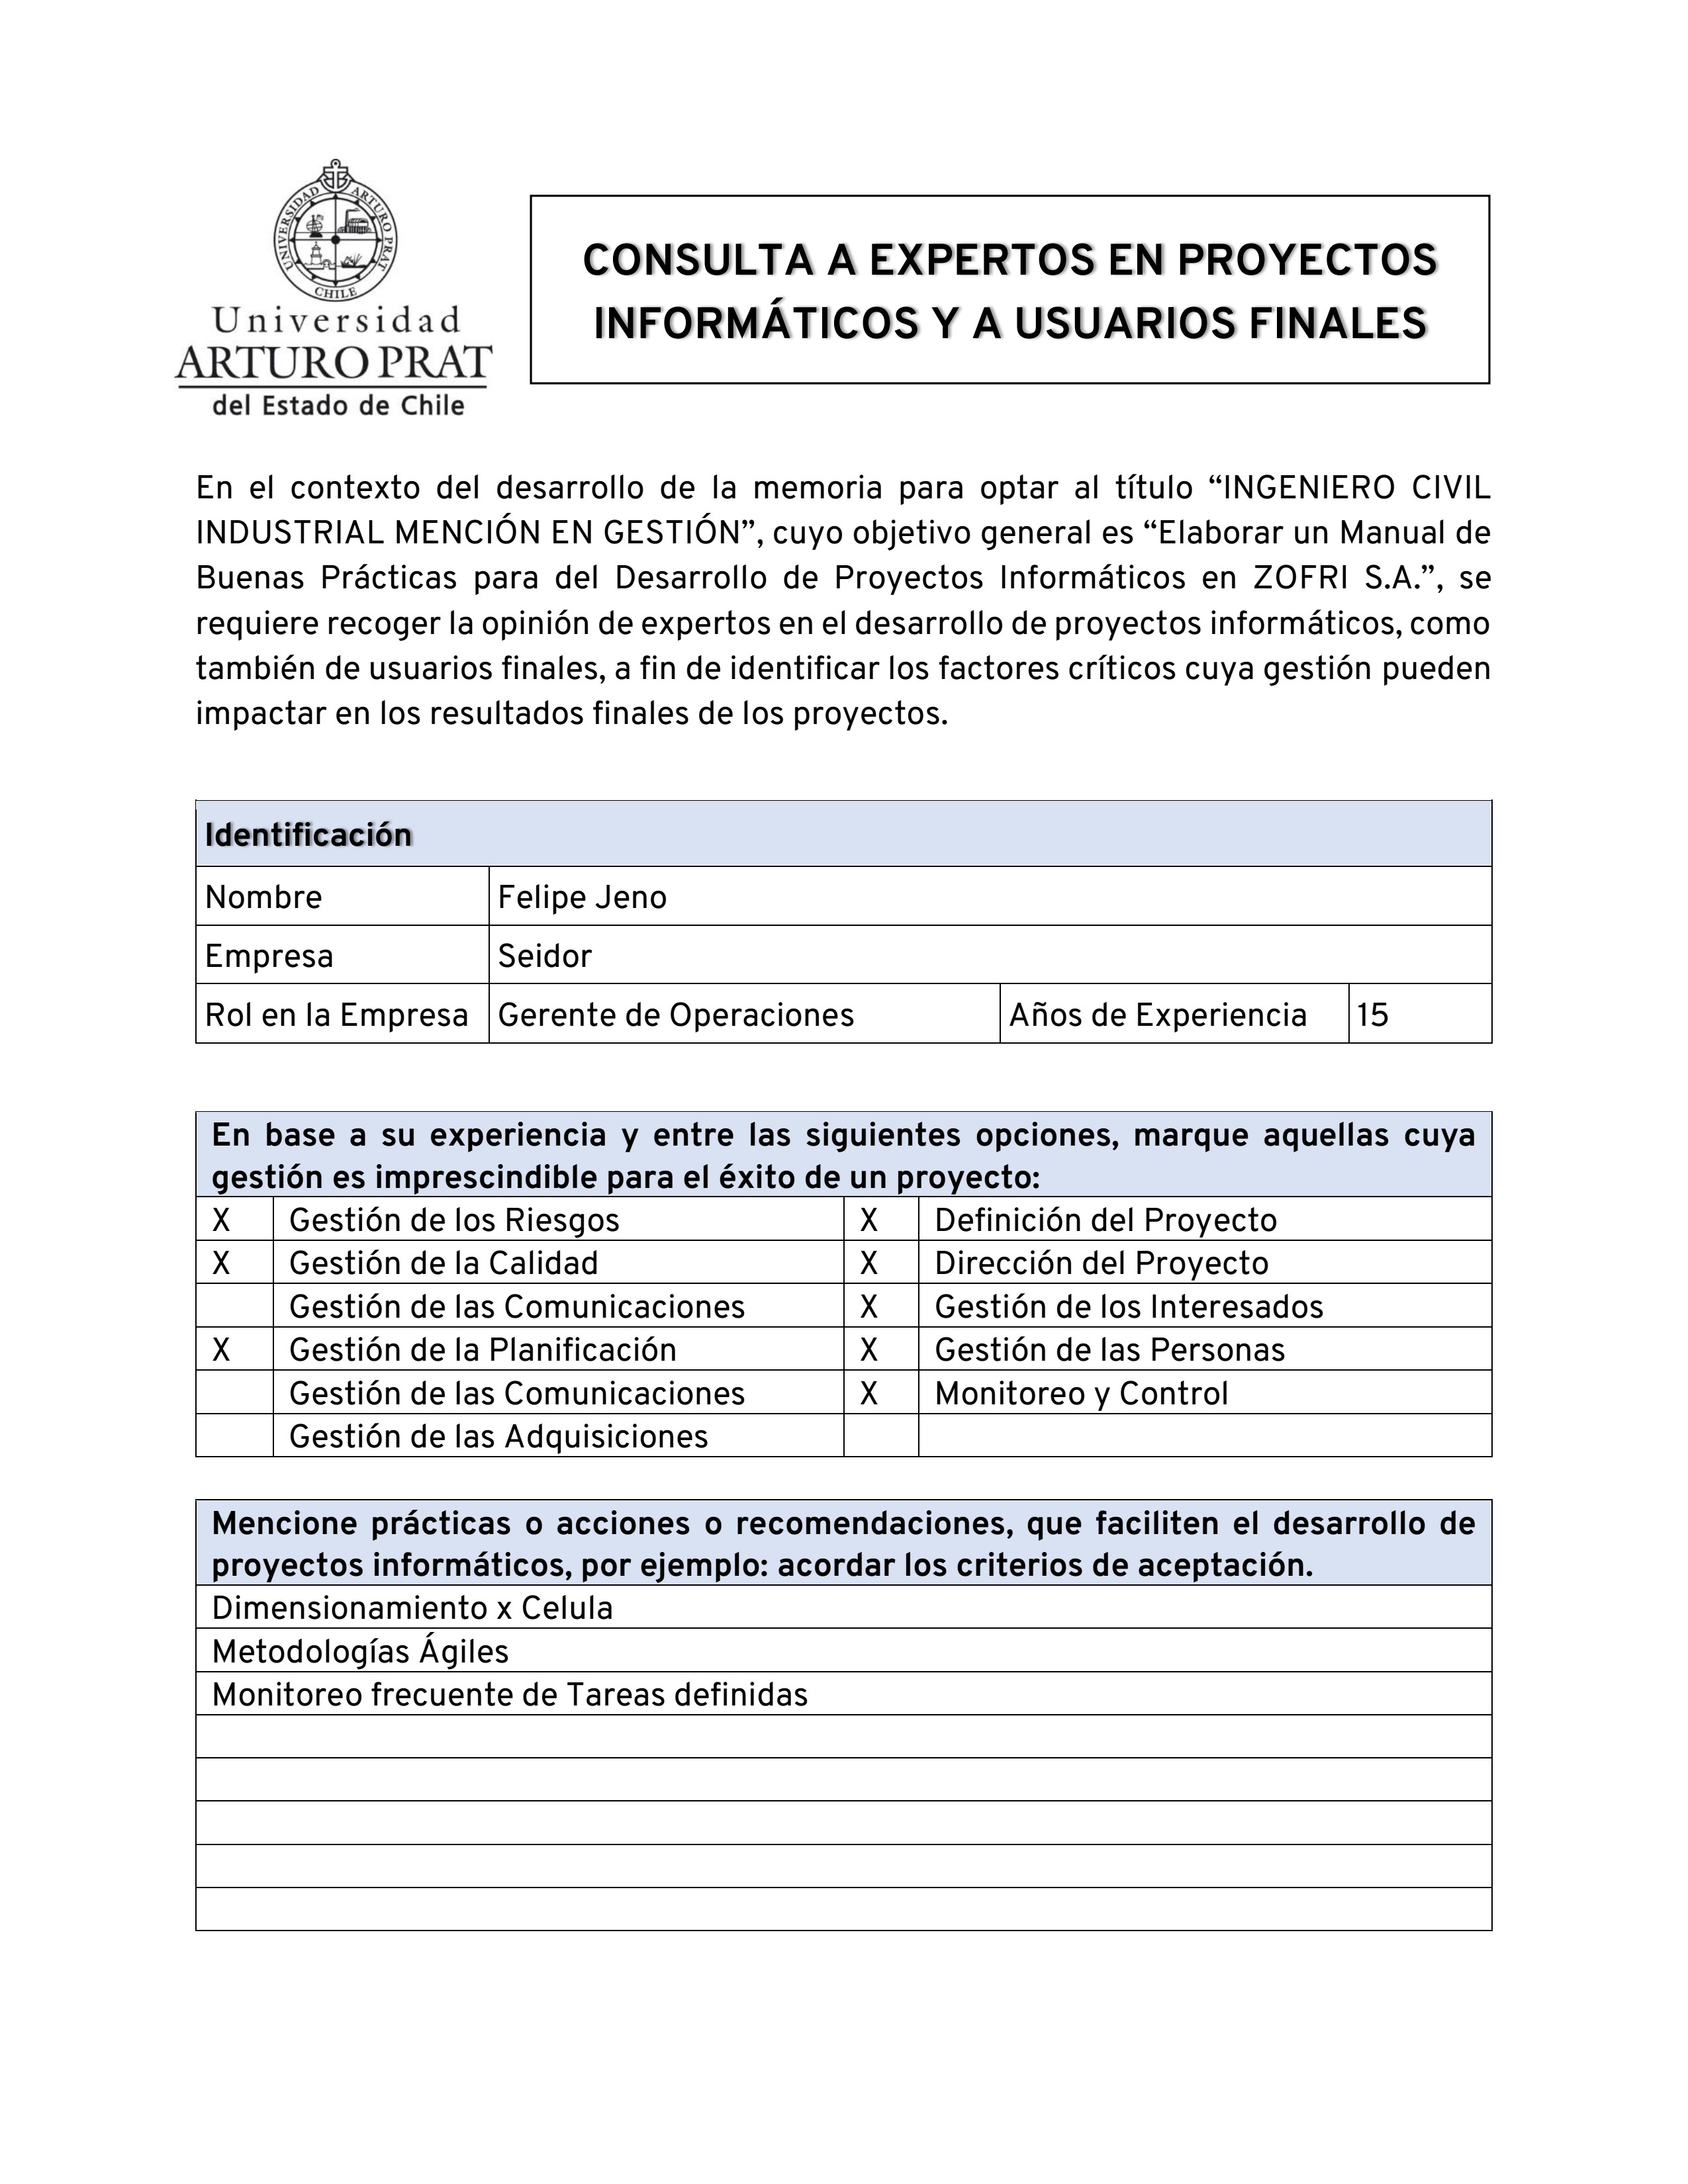 UNIVERSIDAD ARTURO PRAT
CHILE
Universidad
ARTURO PRAT
del Estado de Chile
CONSULTA A EXPERTOS EN PROYECTOS
INFORMÁTICOS Y A USUARIOS FINALES
En el contexto del desarrollo de la memoria para optar al título “INGENIERO CIVIL
INDUSTRIAL MENCIÓN EN GESTIÓN”, cuyo objetivo general es “Elaborar un Manual de
Buenas Prácticas para del Desarrollo de Proyectos Informáticos en ZOFRI S.A.”, se
requiere recoger la opinión de expertos en el desarrollo de proyectos informáticos, como
también de usuarios finales, a fin de identificar los factores críticos cuya gestión pueden
impactar en los resultados finales de los proyectos.
Identificación
Nombre Felipe Jeno
Empresa Seidor
Rol en la Empresa Gerente de Operaciones Años de Experiencia 15
En base a su experiencia y entre las siguientes opciones, marque aquellas cuya
gestión es imprescindible para el éxito de un proyecto:
X Gestión de los Riesgos X Definición del Proyecto
X Gestión de la Calidad X Dirección del Proyecto
Gestión de las Comunicaciones X Gestión de los Interesados
X Gestión de la Planificación X Gestión de las Personas
Gestión de las Comunicaciones X Monitoreo y Control
Gestión de las Adquisiciones
Mencione prácticas o acciones o recomendaciones, que faciliten el desarrollo de
proyectos informáticos, por ejemplo: acordar los criterios de aceptación.
Dimensionamiento x Celula
Metodologías Ágiles
Monitoreo frecuente de Tareas definidas